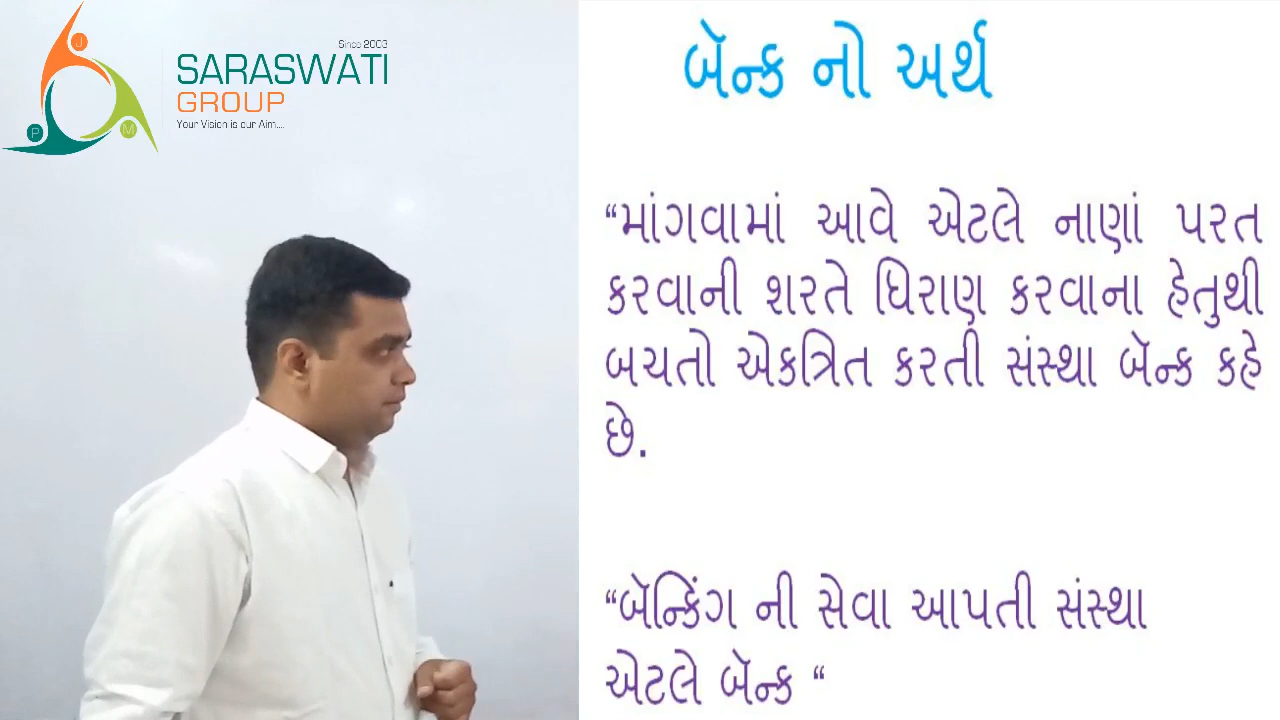 Since 2003
SARASWATI
GROUP
Your Vision is our Aim....
J
P
M
બૅન્ક નો અર્થ
“માંગવામાં આવે એટલે નાણાં પરત
કરવાની શરતે ધિરાણ કરવાના હેતુથી
બચતો એકત્રિત કરતી સંસ્થા બૅન્ક કહે
છે.
“બૅન્કિંગ ની સેવા આપતી સંસ્થા
એટલે બૅન્ક “